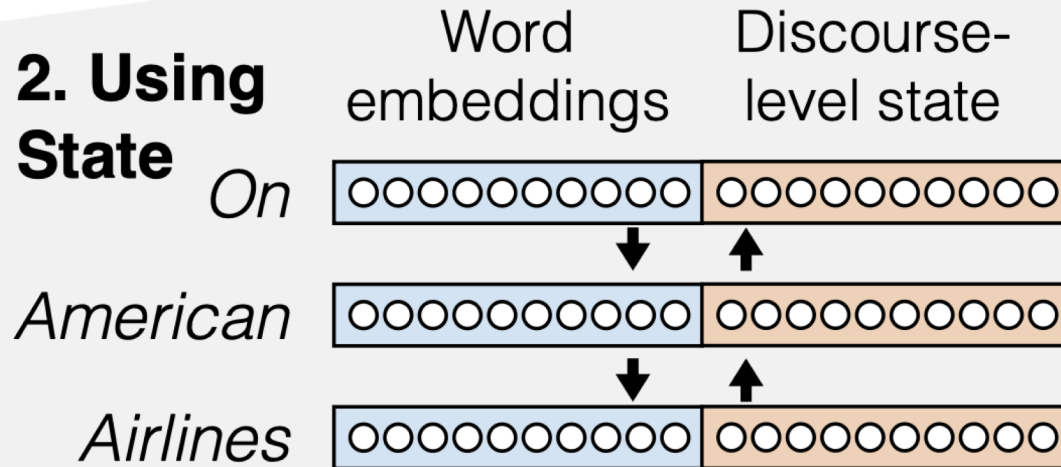 2. Using
State
Word
embeddings
Discourse-
level state
On
American
Airlines